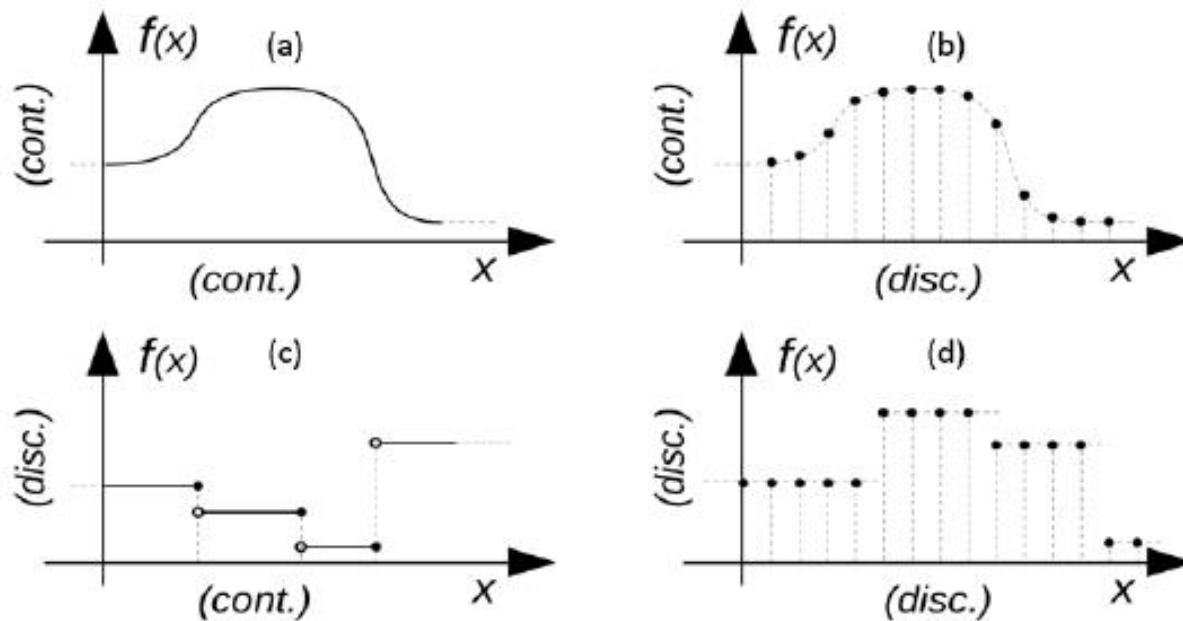 f(x) (a)
(cont.)
(cont.)
x
f(x) (b)
(cont.)
(disc.)
x
f(x) (c)
(disc.)
(cont.)
x
f(x) (d)
(disc.)
(disc.)
x